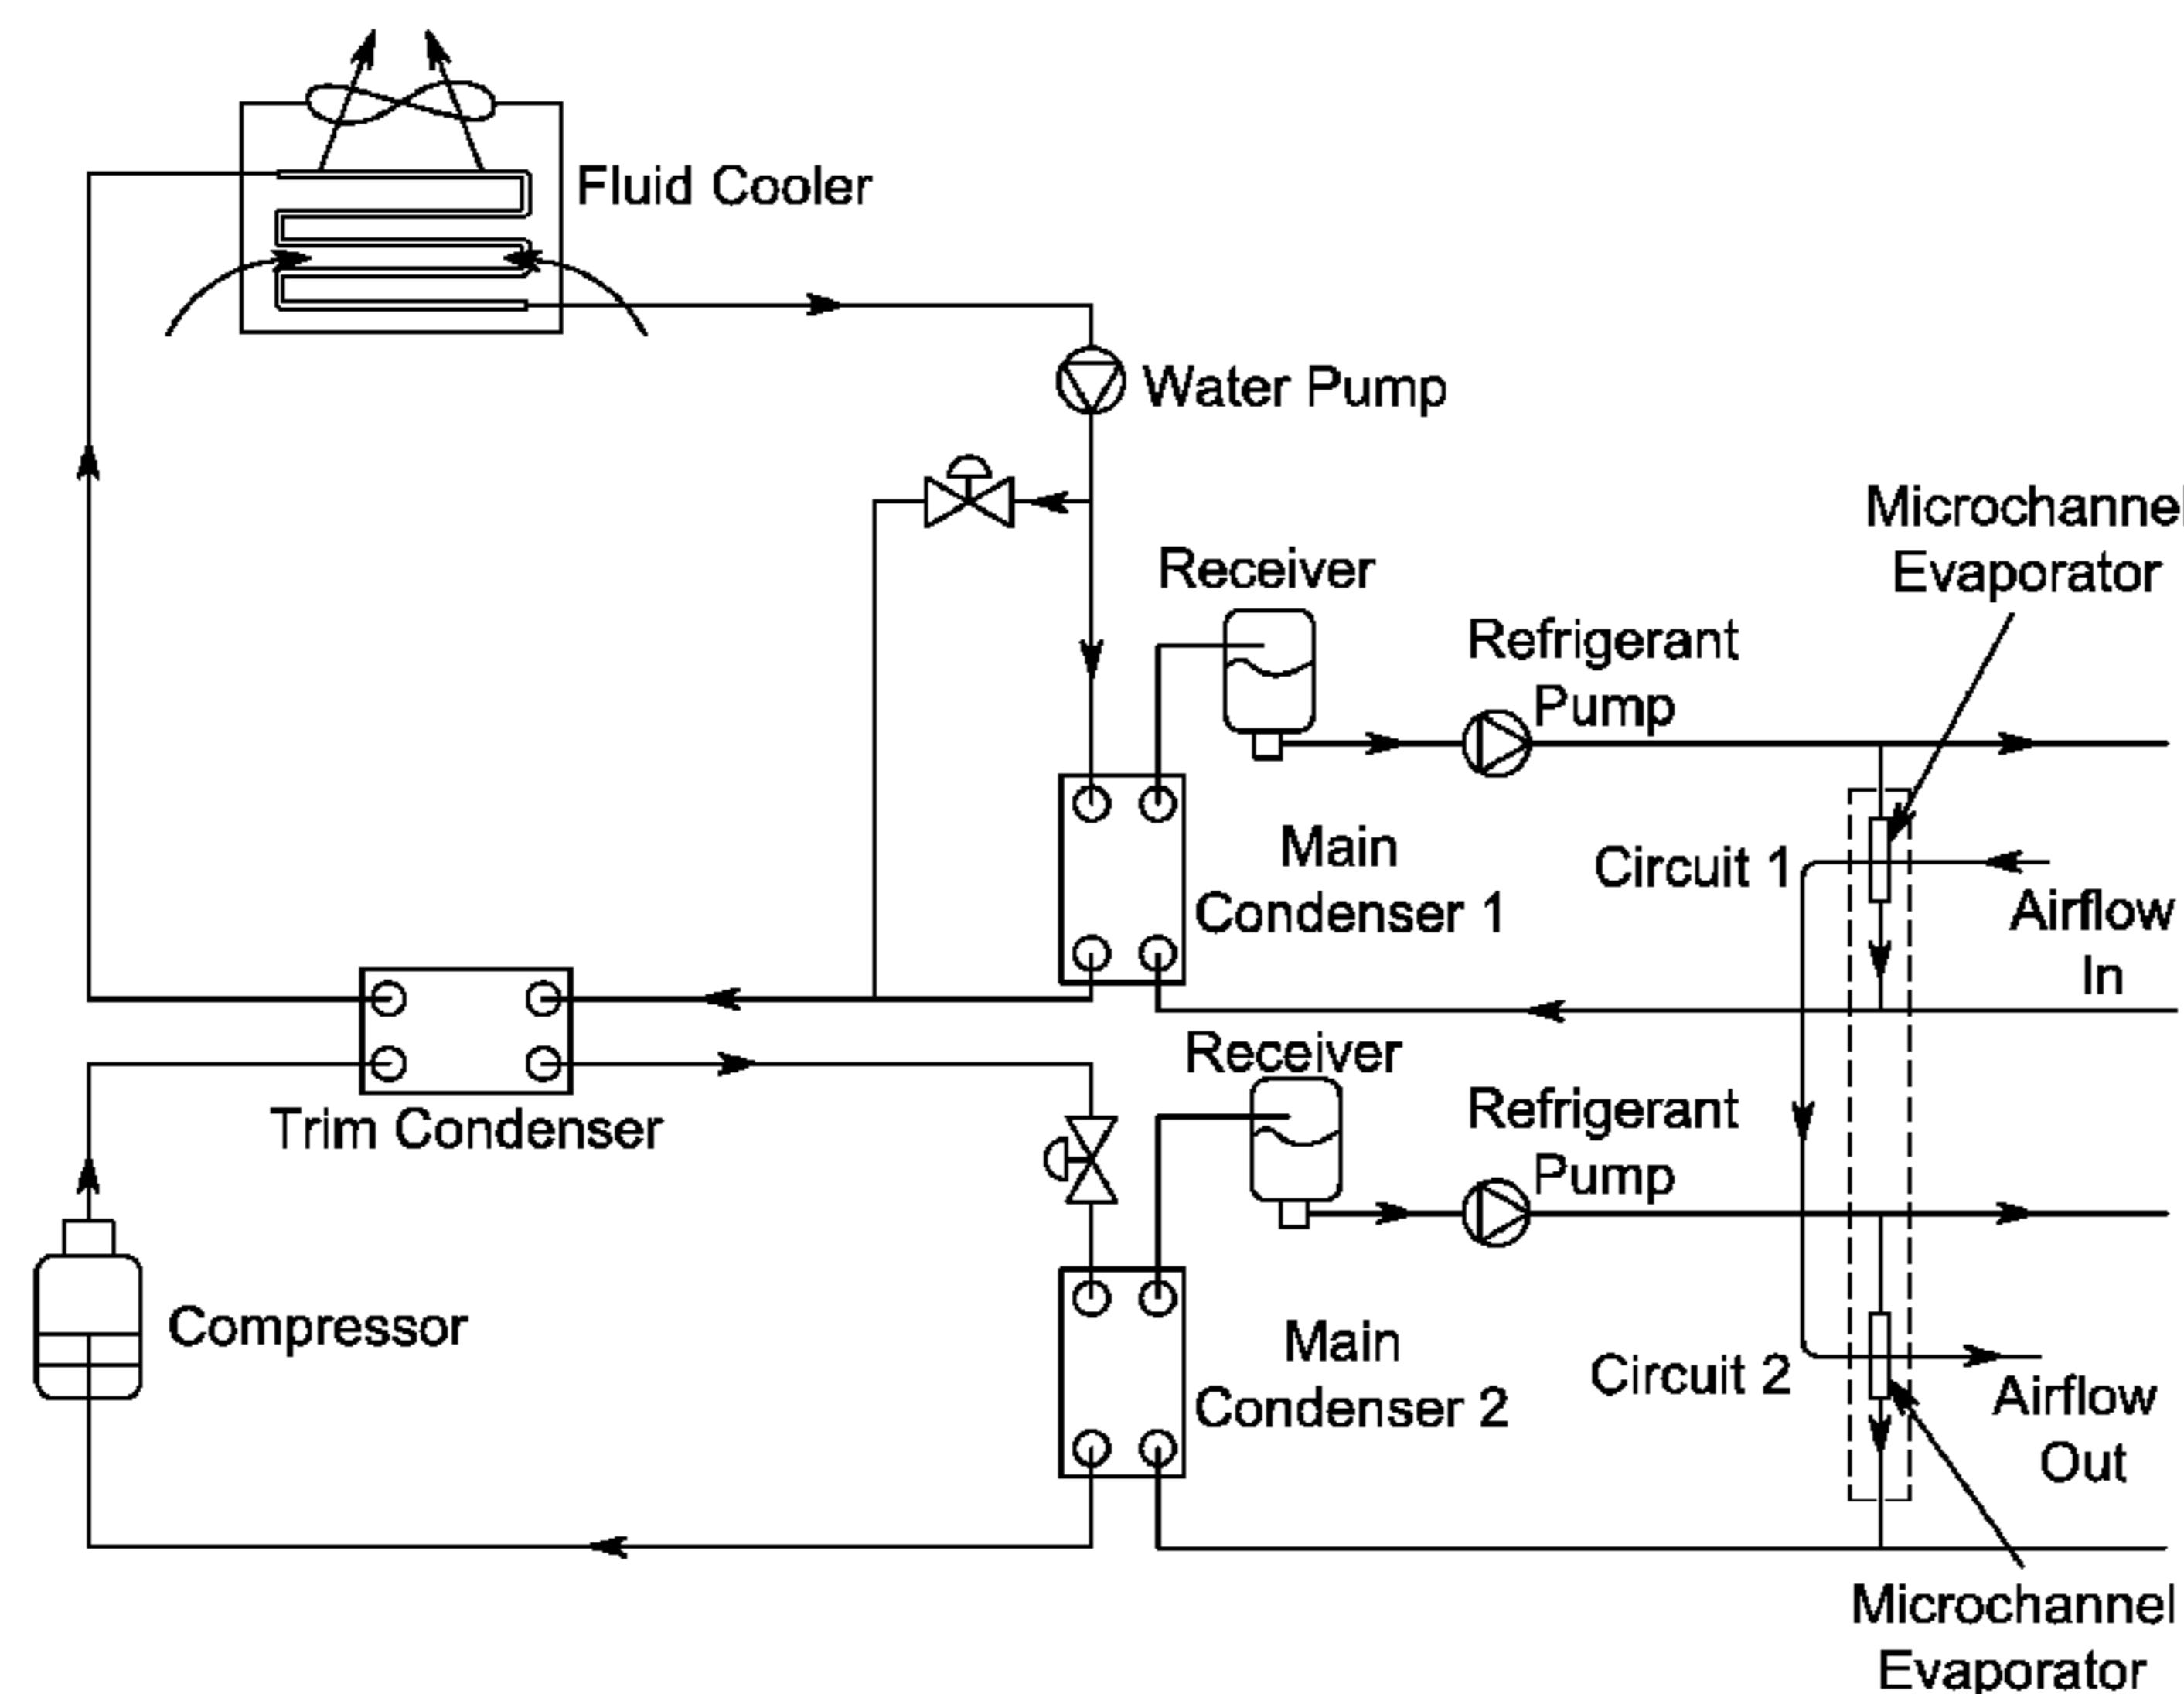 Fluid Cooler
Water Pump
Microchannel
Evaporator
Receiver
Refrigerant
Pump
Main
Condenser 1
Circuit 1
Airflow
In
Trim Condenser
Receiver
Refrigerant
Pump
Compressor
Main
Condenser 2
Circuit 2
Airflow
Out
Microchannel
Evaporator